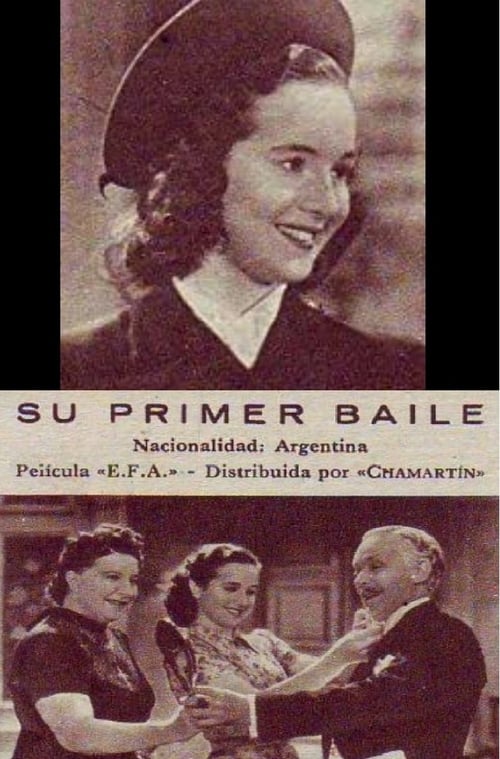 SU PRIMER BAILE
Nacionalidad: Argentina
Película «E.F.A.» - Distribuida por «CHAMARTÍN»